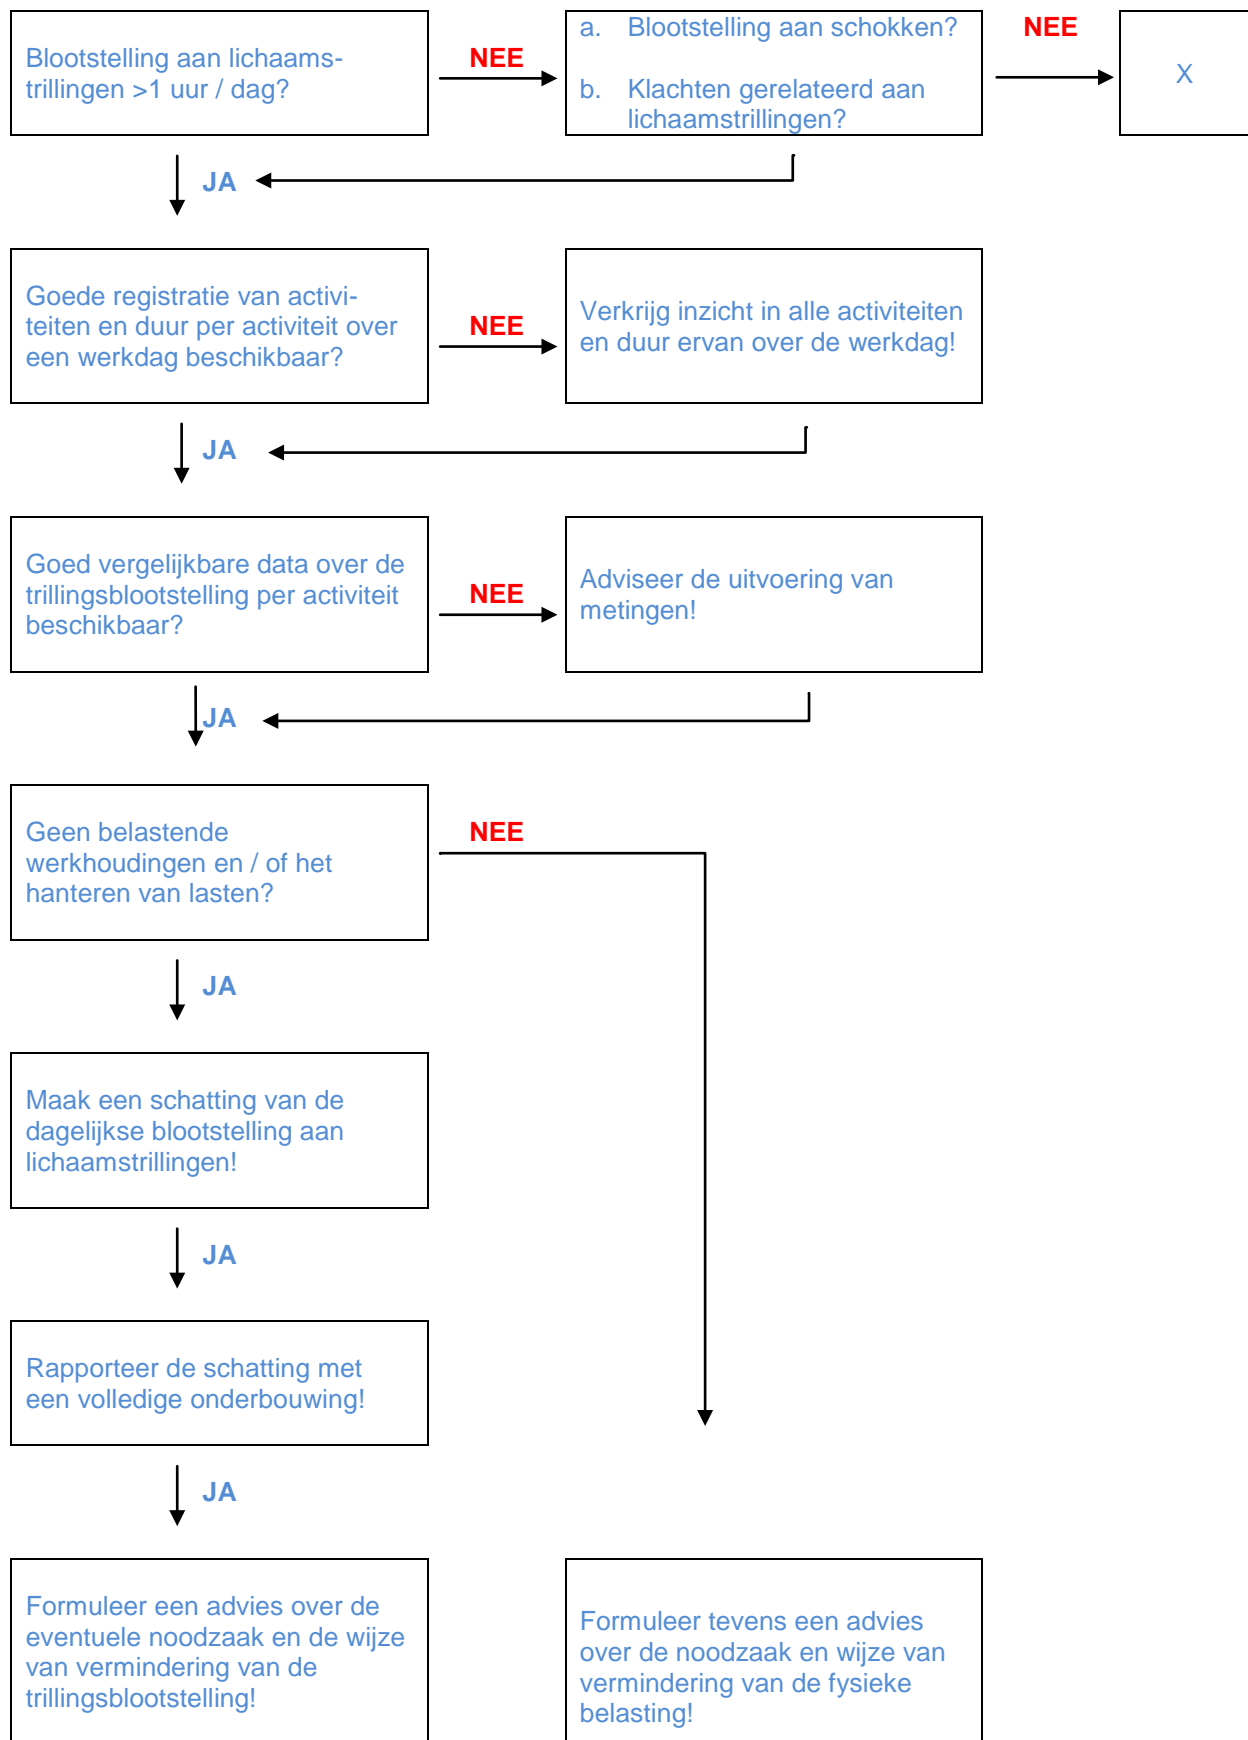 Blootstelling aan lichaams-
trillingen >1 uur / dag?
NEE
a. Blootstelling aan schokken?
b. Klachten gerelateerd aan
lichaamstrillingen?
NEE
X
JA
Goede registratie van activi-
teiten en duur per activiteit over
een werkdag beschikbaar?
NEE
Verkrijg inzicht in alle activiteiten
en duur ervan over de werkdag!
JA
Goed vergelijkbare data over de
trillingsblootstelling per activiteit
beschikbaar?
NEE
Adviseer de uitvoering van
metingen!
JA
Geen belastende
werkhoudingen en / of het
hanteren van lasten?
NEE
JA
Maak een schatting van de
dagelijkse blootstelling aan
lichaamstrillingen!
JA
Rapporteer de schatting met
een volledige onderbouwing!
JA
Formuleer een advies over de
eventuele noodzaak en de wijze
van vermindering van de
trillingsblootstelling!
Formuleer tevens een advies
over de noodzaak en wijze van
vermindering van de fysieke
belasting!